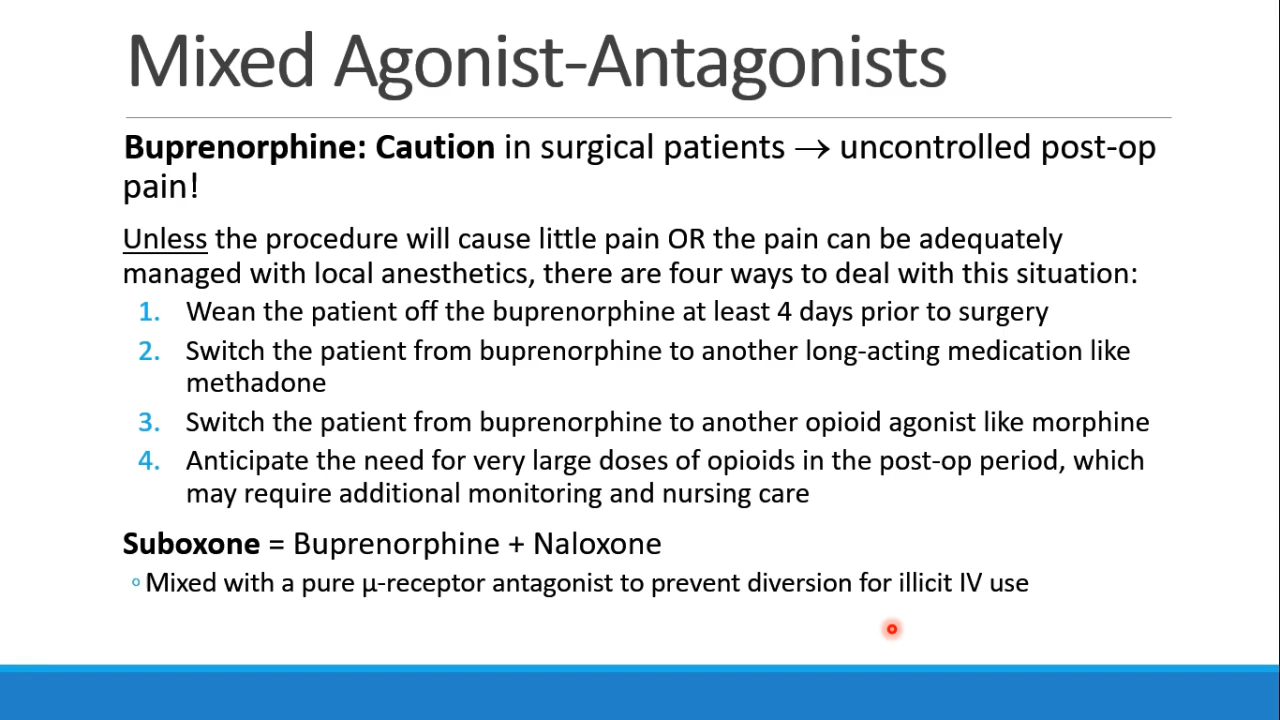 Mixed Agonist-Antagonists
Buprenorphine: Caution in surgical patients → uncontrolled post-op
pain!
Unless the procedure will cause little pain OR the pain can be adequately
managed with local anesthetics, there are four ways to deal with this situation:
1. Wean the patient off the buprenorphine at least 4 days prior to surgery
2. Switch the patient from buprenorphine to another long-acting medication like
methadone
3. Switch the patient from buprenorphine to another opioid agonist like morphine
4. Anticipate the need for very large doses of opioids in the post-op period, which
may require additional monitoring and nursing care
Suboxone = Buprenorphine + Naloxone
◦ Mixed with a pure µ-receptor antagonist to prevent diversion for illicit IV use